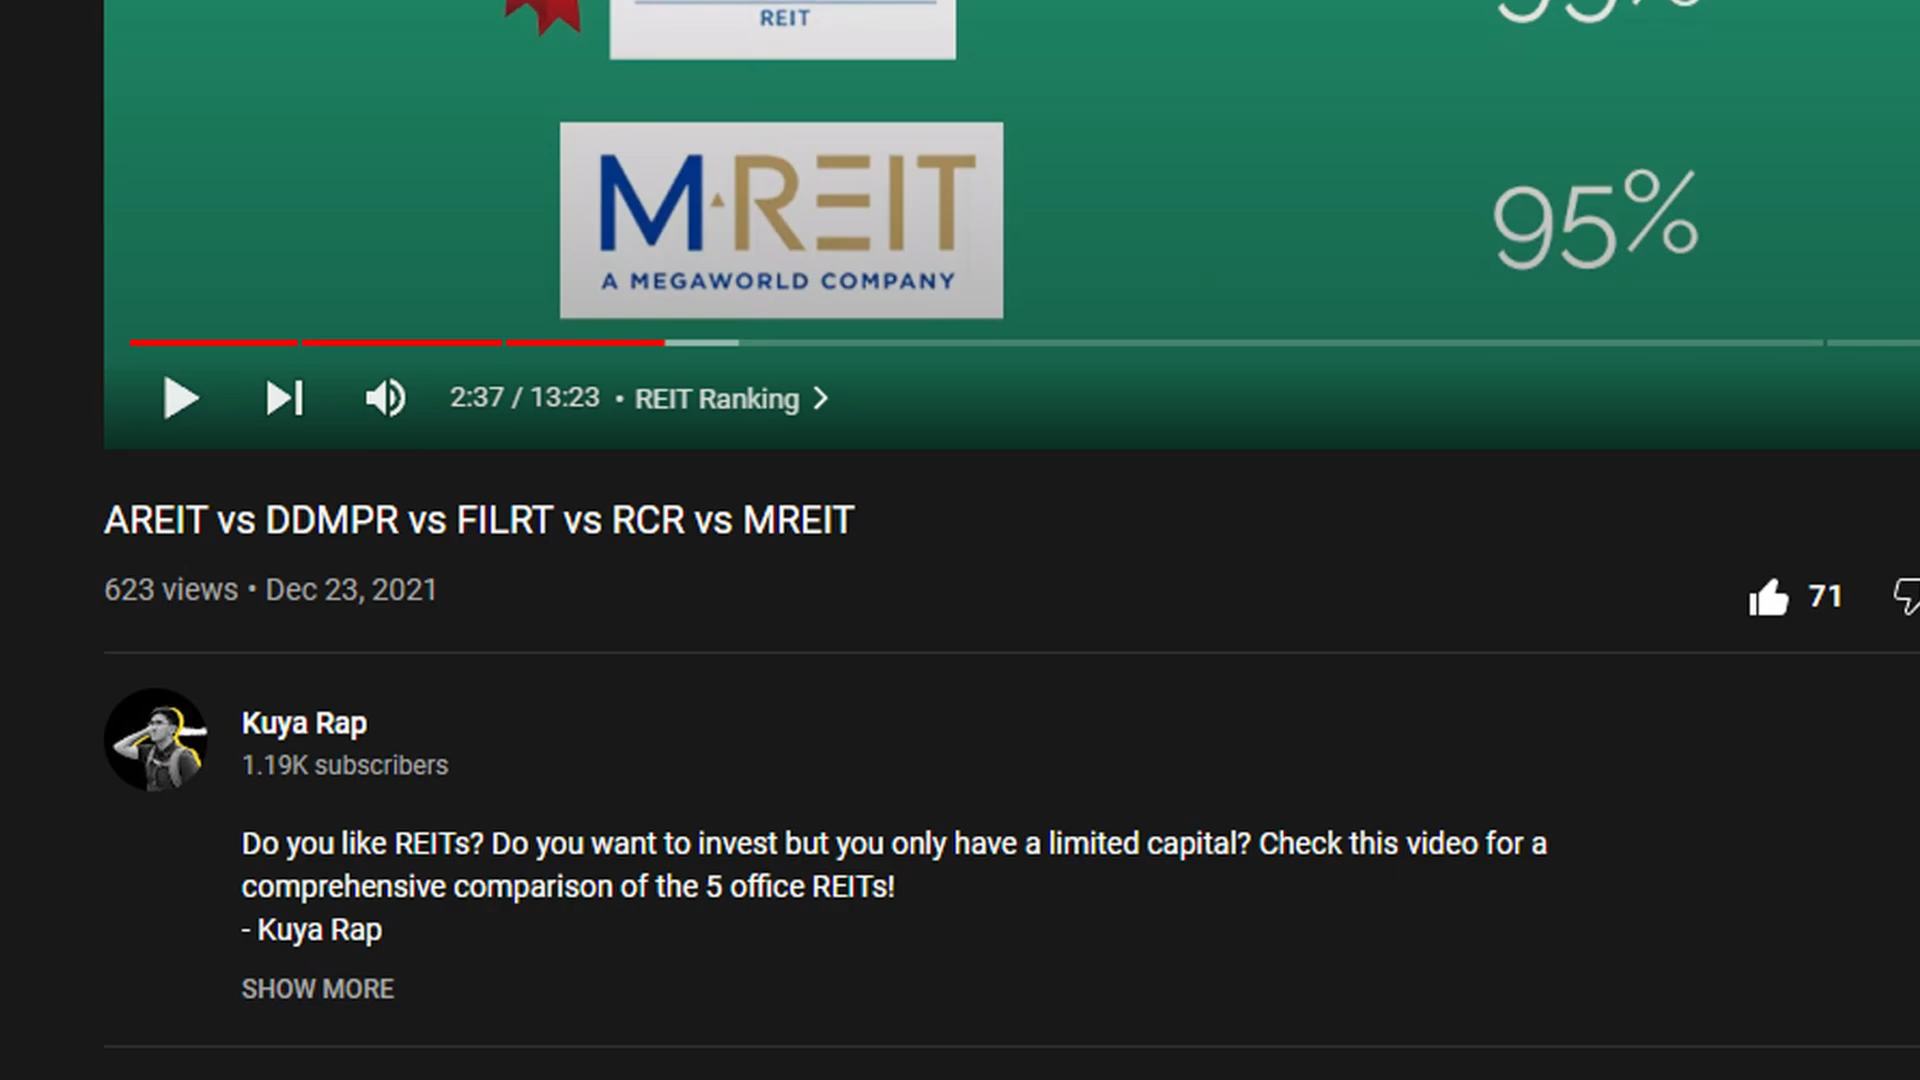 REIT
M·REIT
A MEGAWORLD COMPANY
95%
2:37 / 13:23 • REIT Ranking
AREIT vs DDMPR vs FILRT vs RCR vs MREIT
623 views • Dec 23, 2021
71
Kuya Rap
1.19K subscribers
Do you like REITs? Do you want to invest but you only have a limited capital? Check this video for a
comprehensive comparison of the 5 office REITs!
- Kuya Rap
SHOW MORE